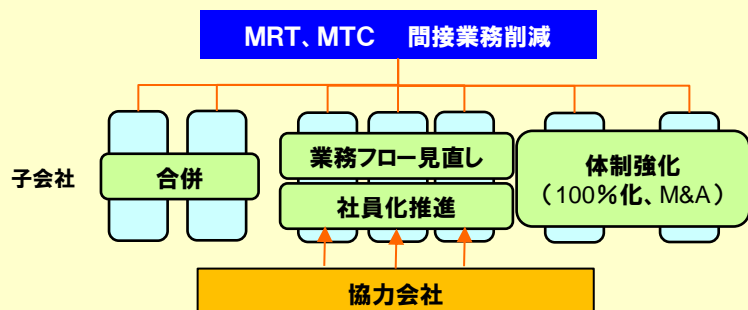 MRT、MTC　間接業務削減
子会社
合併
業務フロー見直し
社員化推進
体制強化
（100％化、M&A）
協力会社